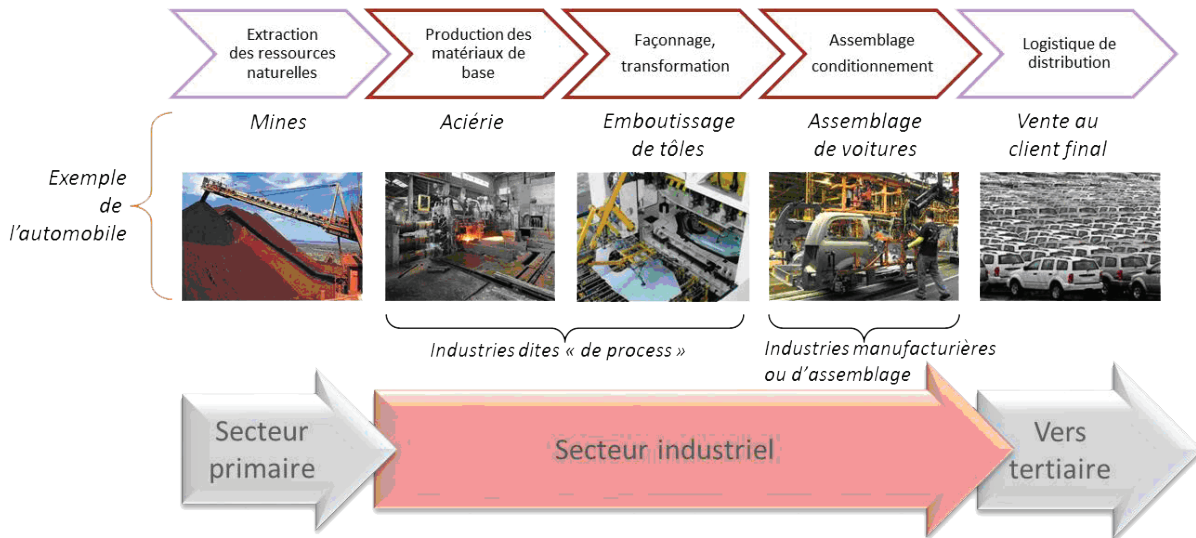 Extraction
des ressources
naturelles
Production des
matériaux de
base
Façonnage,
transformation
Assemblage
conditionnement
Logistique de
distribution
Exemple
de
l'automobile
Mines
Aciérie
Emboutissage
de tôles
Assemblage
de voitures
Vente au
client final
Industries dites « de process »
Industries manufacturières
ou d'assemblage
Secteur
primaire
Secteur industriel
Vers
tertiaire